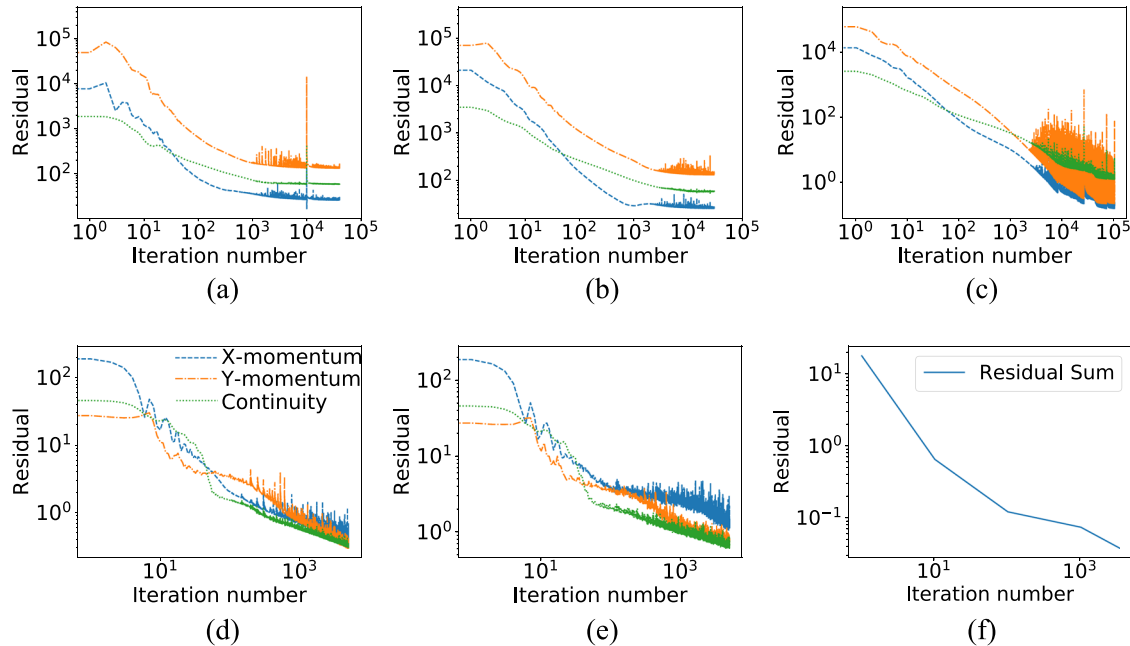 10^5
10^4
10^3
10^2
Residual
10^0 10^1 10^2 10^3 10^4 10^5
Iteration number
(a)
10^5
10^4
10^3
10^2
Residual
10^0 10^1 10^2 10^3 10^4 10^5
Iteration number
(b)
10^4
10^2
10^0
Residual
10^0 10^1 10^2 10^3 10^4 10^5
Iteration number
(c)
X-momentum
Y-momentum
Continuity
10^2
10^1
10^0
Residual
10^1 10^3
Iteration number
(d)
10^2
10^1
10^0
Residual
10^1 10^3
Iteration number
(e)
Residual Sum
10^1
10^0
10^-1
Residual
10^1 10^3
Iteration number
(f)